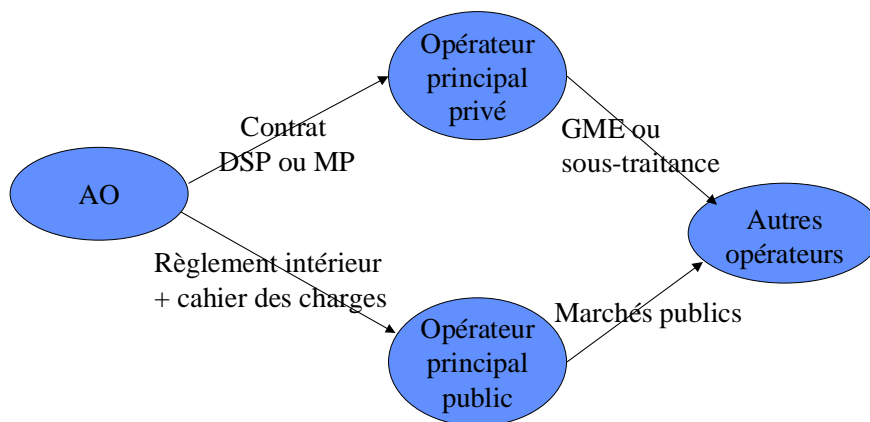 Opérateur
principal
privé
Contrat
DSP ou MP
GME ou
sous-traitance
AO
Autres
opérateurs
Règlement intérieur
+ cahier des charges
Marchés publics
Opérateur
principal
public